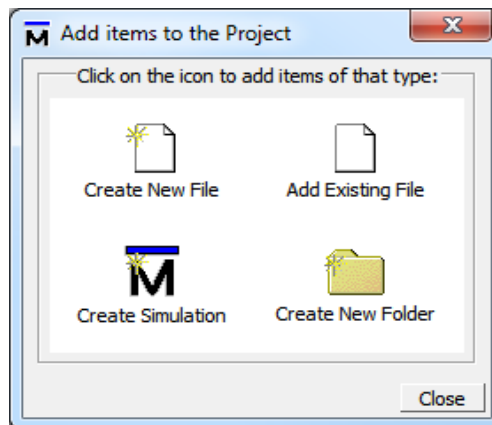 M Add items to the Project
Click on the icon to add items of that type:
Create New File
Add Existing File
M
Create Simulation
Create New Folder
Close